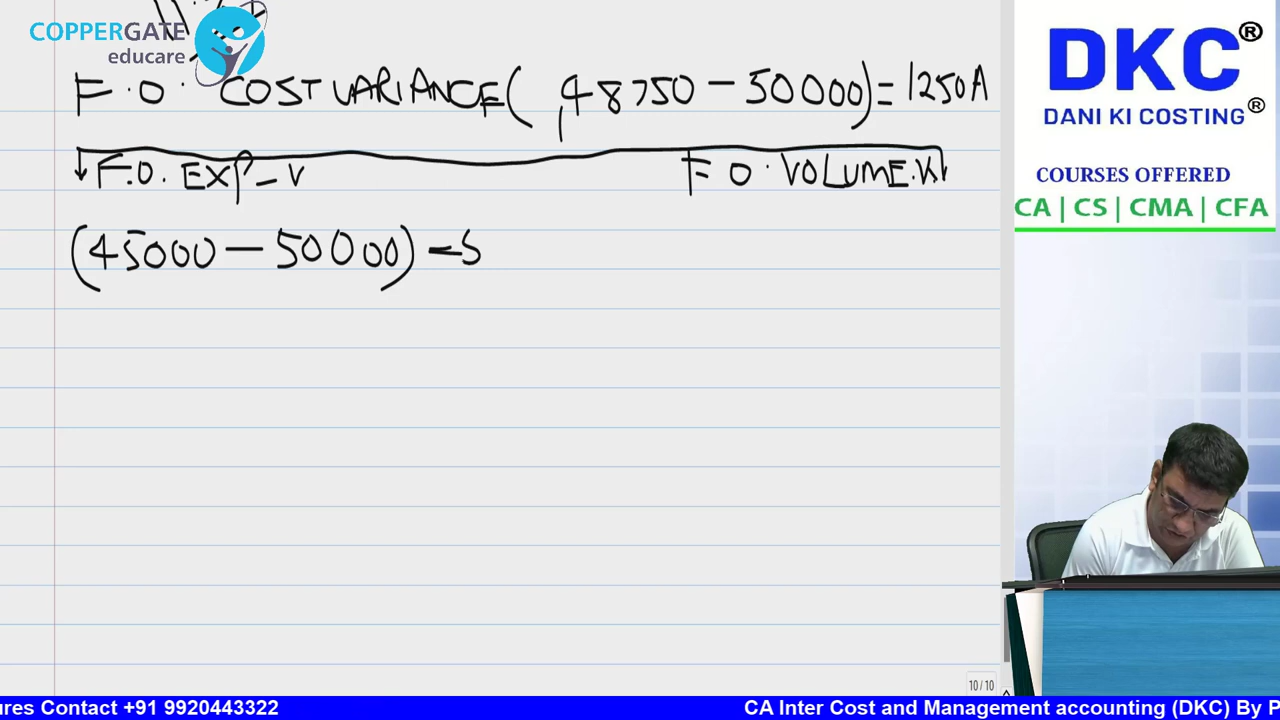 COPPERGATE
educare
F.O. COST VARIANCE ( 48750 - 50000) = 1250A
F.O. EXP - V
F O. VOLUME.V
(45000 - 50000) = 5
DKC®
DANI KI COSTING®
COURSES OFFERED
CA | CS | CMA | CFA
10/10
ures Contact +91 9920443322
CA Inter Cost and Management accounting (DKC) By P